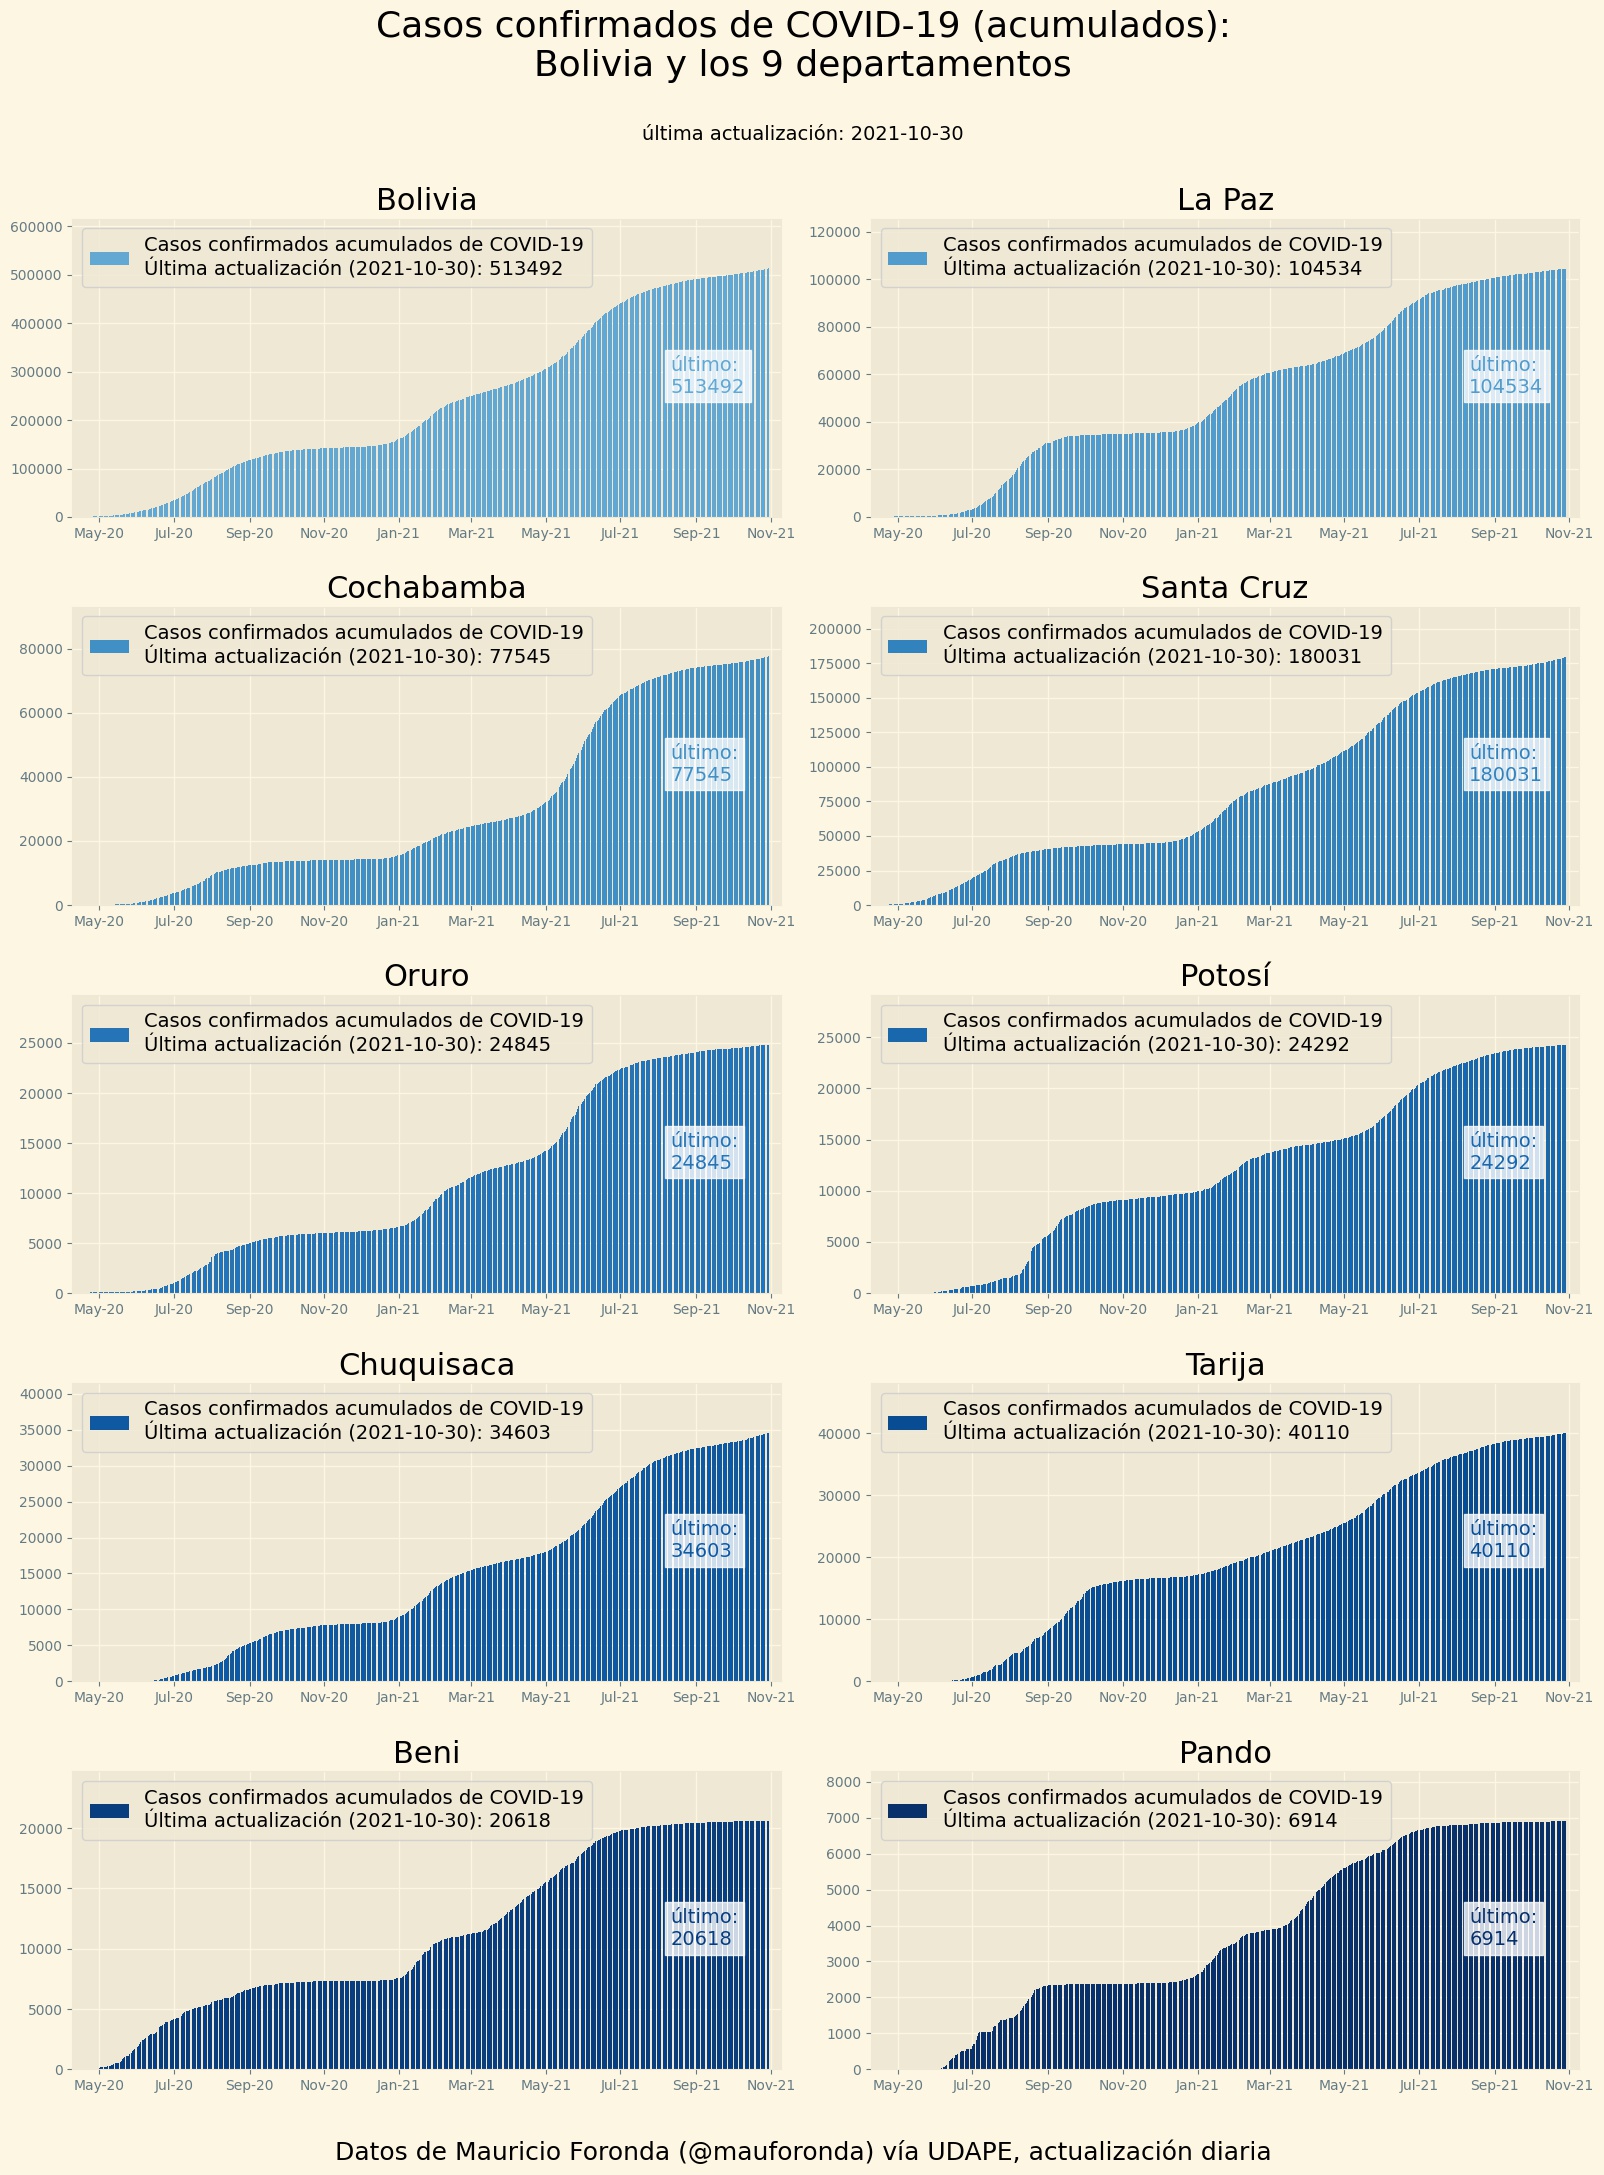 Casos confirmados de COVID-19 (acumulados):
Bolivia y los 9 departamentos
última actualización: 2021-10-30
Bolivia
Casos confirmados acumulados de COVID-19
Última actualización (2021-10-30): 513492
600000
500000
400000
300000
200000
100000
0
último:
513492
May-20 Jul-20 Sep-20 Nov-20 Jan-21 Mar-21 May-21 Jul-21 Sep-21 Nov-21
La Paz
Casos confirmados acumulados de COVID-19
Última actualización (2021-10-30): 104534
120000
100000
80000
60000
40000
20000
0
último:
104534
May-20 Jul-20 Sep-20 Nov-20 Jan-21 Mar-21 May-21 Jul-21 Sep-21 Nov-21
Cochabamba
Casos confirmados acumulados de COVID-19
Última actualización (2021-10-30): 77545
80000
60000
40000
20000
0
último:
77545
May-20 Jul-20 Sep-20 Nov-20 Jan-21 Mar-21 May-21 Jul-21 Sep-21 Nov-21
Santa Cruz
Casos confirmados acumulados de COVID-19
Última actualización (2021-10-30): 180031
200000
175000
150000
125000
100000
75000
50000
25000
0
último:
180031
May-20 Jul-20 Sep-20 Nov-20 Jan-21 Mar-21 May-21 Jul-21 Sep-21 Nov-21
Oruro
Casos confirmados acumulados de COVID-19
Última actualización (2021-10-30): 24845
25000
20000
15000
10000
5000
0
último:
24845
May-20 Jul-20 Sep-20 Nov-20 Jan-21 Mar-21 May-21 Jul-21 Sep-21 Nov-21
Potosí
Casos confirmados acumulados de COVID-19
Última actualización (2021-10-30): 24292
25000
20000
15000
10000
5000
0
último:
24292
May-20 Jul-20 Sep-20 Nov-20 Jan-21 Mar-21 May-21 Jul-21 Sep-21 Nov-21
Chuquisaca
Casos confirmados acumulados de COVID-19
Última actualización (2021-10-30): 34603
40000
35000
30000
25000
20000
15000
10000
5000
0
último:
34603
May-20 Jul-20 Sep-20 Nov-20 Jan-21 Mar-21 May-21 Jul-21 Sep-21 Nov-21
Tarija
Casos confirmados acumulados de COVID-19
Última actualización (2021-10-30): 40110
40000
30000
20000
10000
0
último:
40110
May-20 Jul-20 Sep-20 Nov-20 Jan-21 Mar-21 May-21 Jul-21 Sep-21 Nov-21
Beni
Casos confirmados acumulados de COVID-19
Última actualización (2021-10-30): 20618
20000
15000
10000
5000
0
último:
20618
May-20 Jul-20 Sep-20 Nov-20 Jan-21 Mar-21 May-21 Jul-21 Sep-21 Nov-21
Pando
Casos confirmados acumulados de COVID-19
Última actualización (2021-10-30): 6914
8000
7000
6000
5000
4000
3000
2000
1000
0
último:
6914
May-20 Jul-20 Sep-20 Nov-20 Jan-21 Mar-21 May-21 Jul-21 Sep-21 Nov-21
Datos de Mauricio Foronda (@mauforonda) vía UDAPE, actualización diaria